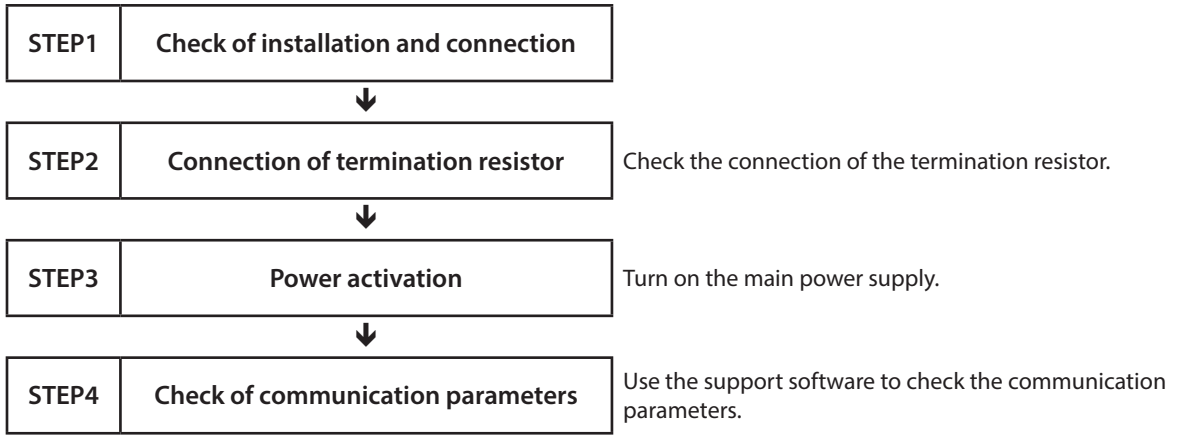 STEP1 Check of installation and connection
STEP2 Connection of termination resistor Check the connection of the termination resistor.
STEP3 Power activation Turn on the main power supply.
STEP4 Check of communication parameters Use the support software to check the communication
parameters.